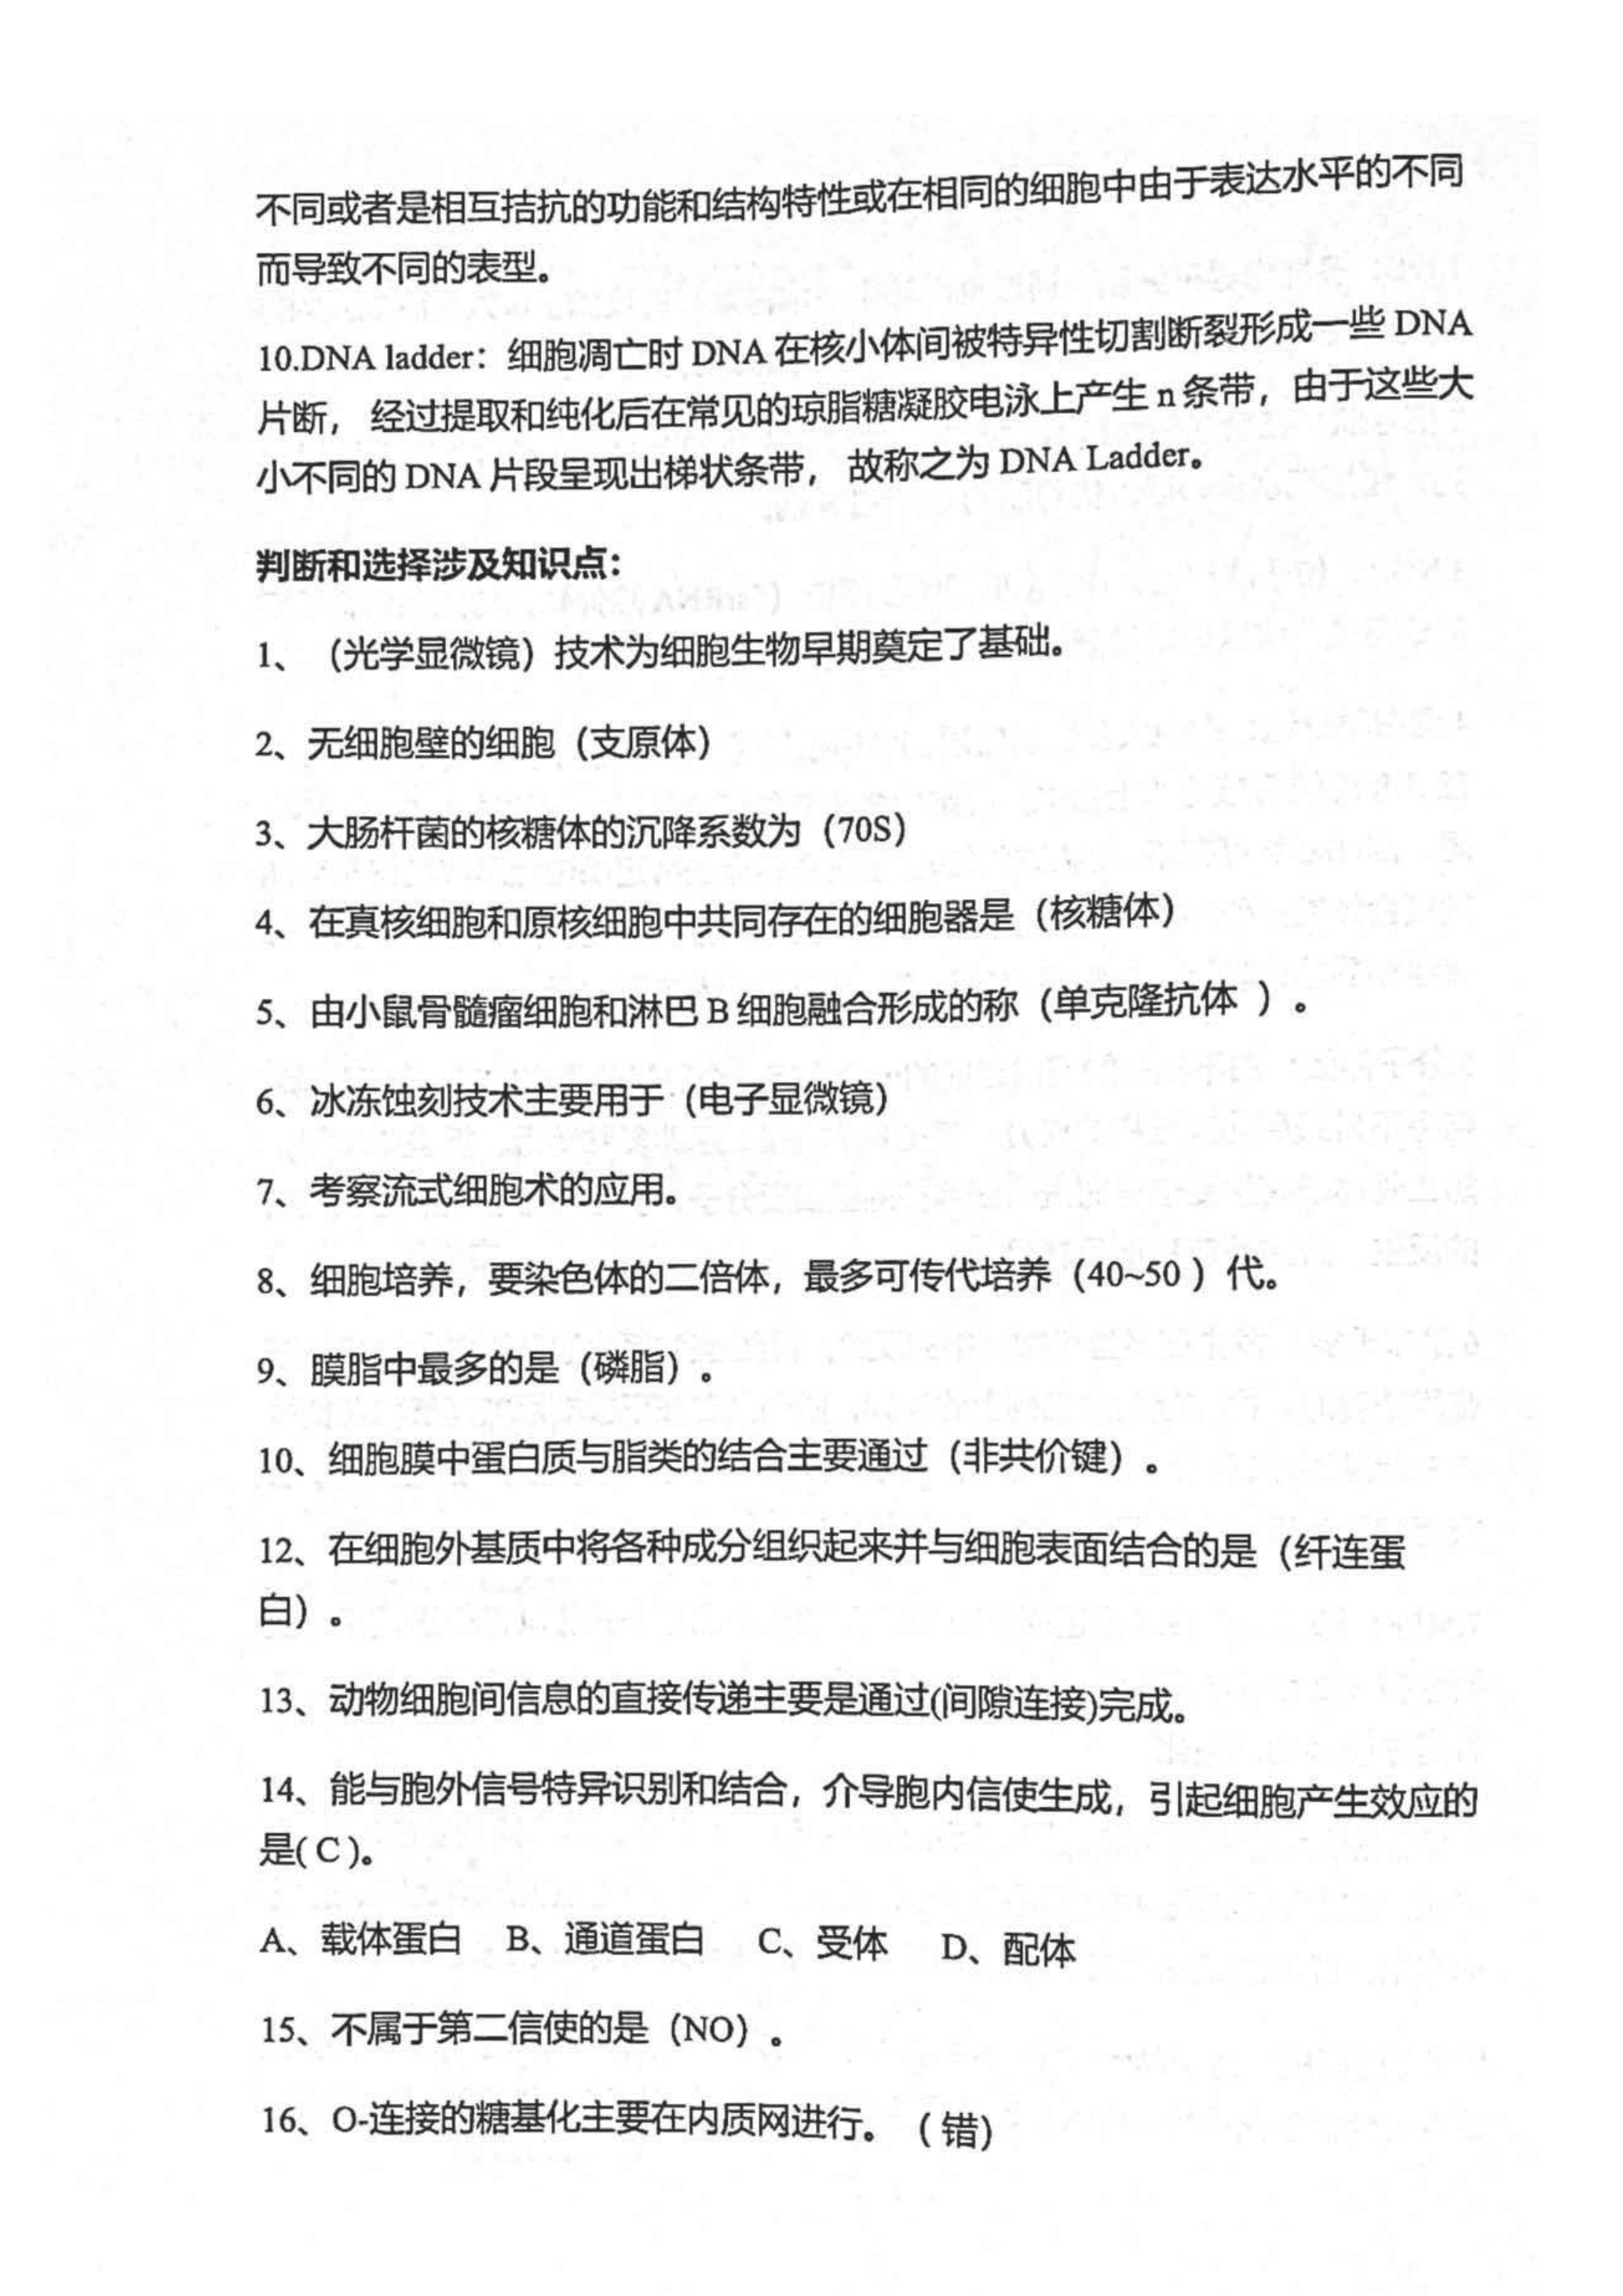 不同或者是相互拮抗的功能和结构特性或在相同的细胞中由于表达水平的不同
而导致不同的表型。
10.DNA ladder：细胞凋亡时 DNA 在核小体间被特异性切割断裂形成一些 DNA
片断， 经过提取和纯化后在常见的琼脂糖凝胶电泳上产生 n 条带，由于这些大
小不同的 DNA 片段呈现出梯状条带， 故称之为 DNA Ladder。
判断和选择涉及知识点：
1、（光学显微镜）技术为细胞生物早期奠定了基础。
2、无细胞壁的细胞（支原体）
3、大肠杆菌的核糖体的沉降系数为（70S）
4、在真核细胞和原核细胞中共同存在的细胞器是（核糖体）
5、由小鼠骨髓瘤细胞和淋巴 B 细胞融合形成的称（单克隆抗体 ）。
6、冰冻蚀刻技术主要用于（电子显微镜）
7、考察流式细胞术的应用。
8、细胞培养，要染色体的二倍体，最多可传代培养（40~50 ）代。
9、膜脂中最多的是（磷脂）。
10、细胞膜中蛋白质与脂类的结合主要通过（非共价键）。
12、在细胞外基质中将各种成分组织起来并与细胞表面结合的是（纤连蛋
白）。
13、动物细胞间信息的直接传递主要是通过(间隙连接)完成。
14、能与胞外信号特异识别和结合，介导胞内信使生成，引起细胞产生效应的
是( C )。
A、载体蛋白 B、通道蛋白 C、受体 D、配体
15、不属于第二信使的是（NO）。
16、O-连接的糖基化主要在内质网进行。（ 错）